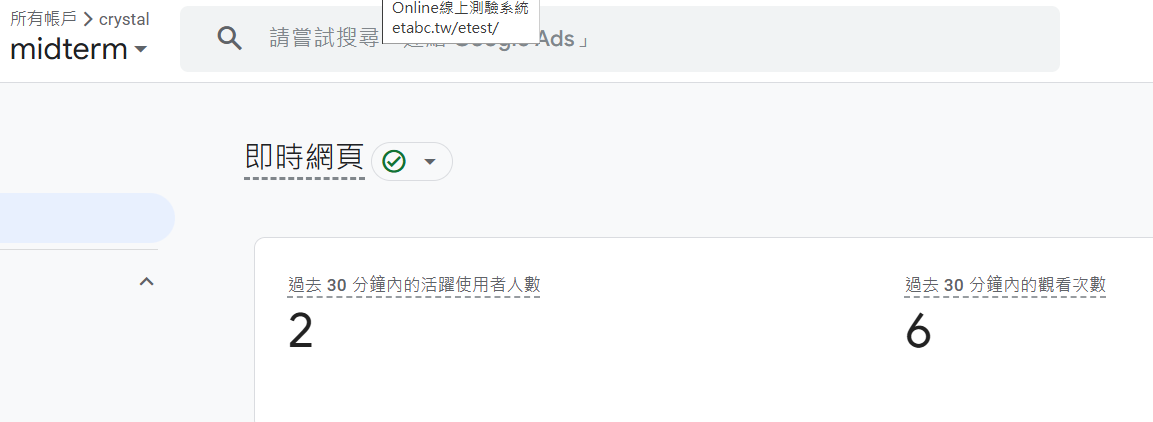 所有帳戶 > crystal
midterm
Online線上測驗系統
etabc.tw/etest/
請嘗試搜尋 Ads」
即時網頁
過去 30 分鐘內的活躍使用者人數
2
過去 30 分鐘內的觀看次數
6